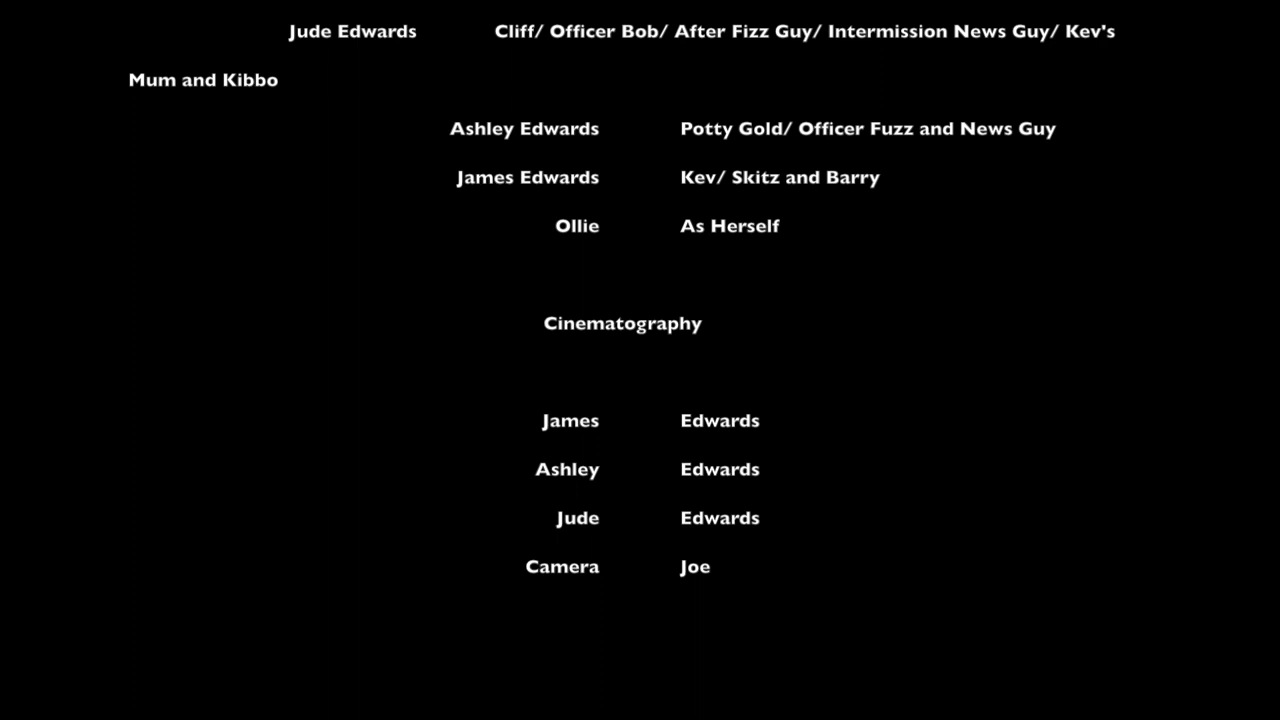 Jude Edwards Cliff/ Officer Bob/ After Fizz Guy/ Intermission News Guy/ Kev's
Mum and Kibbo
Ashley Edwards Potty Gold/ Officer Fuzz and News Guy
James Edwards Kev/ Skitz and Barry
Ollie As Herself
Cinematography
James Edwards
Ashley Edwards
Jude Edwards
Camera Joe